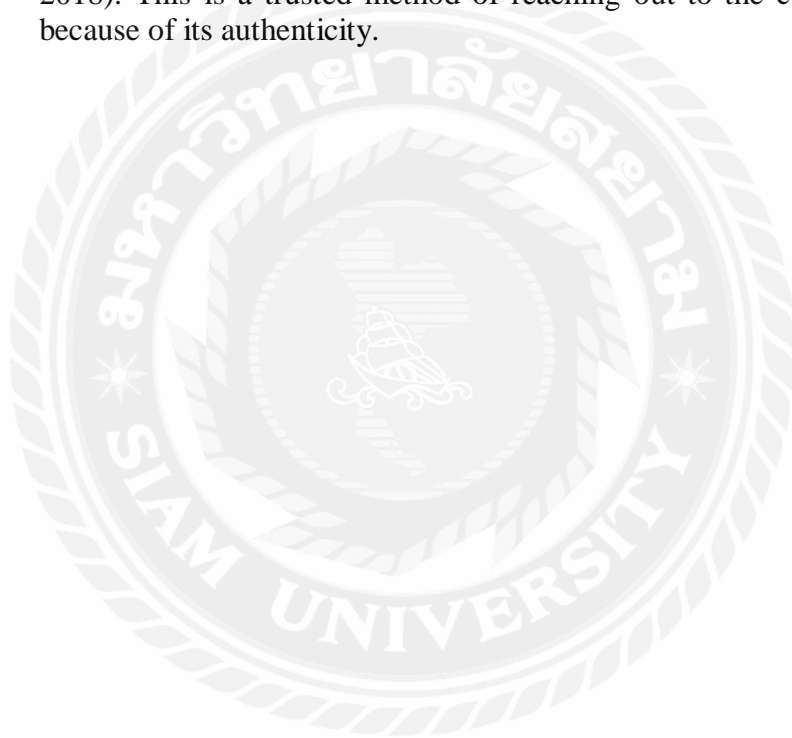 2018). This is a trusted method of reaching out to the
because of its authenticity.
มหาวิทยาลัยสยาม
SIAM UNIVERSITY